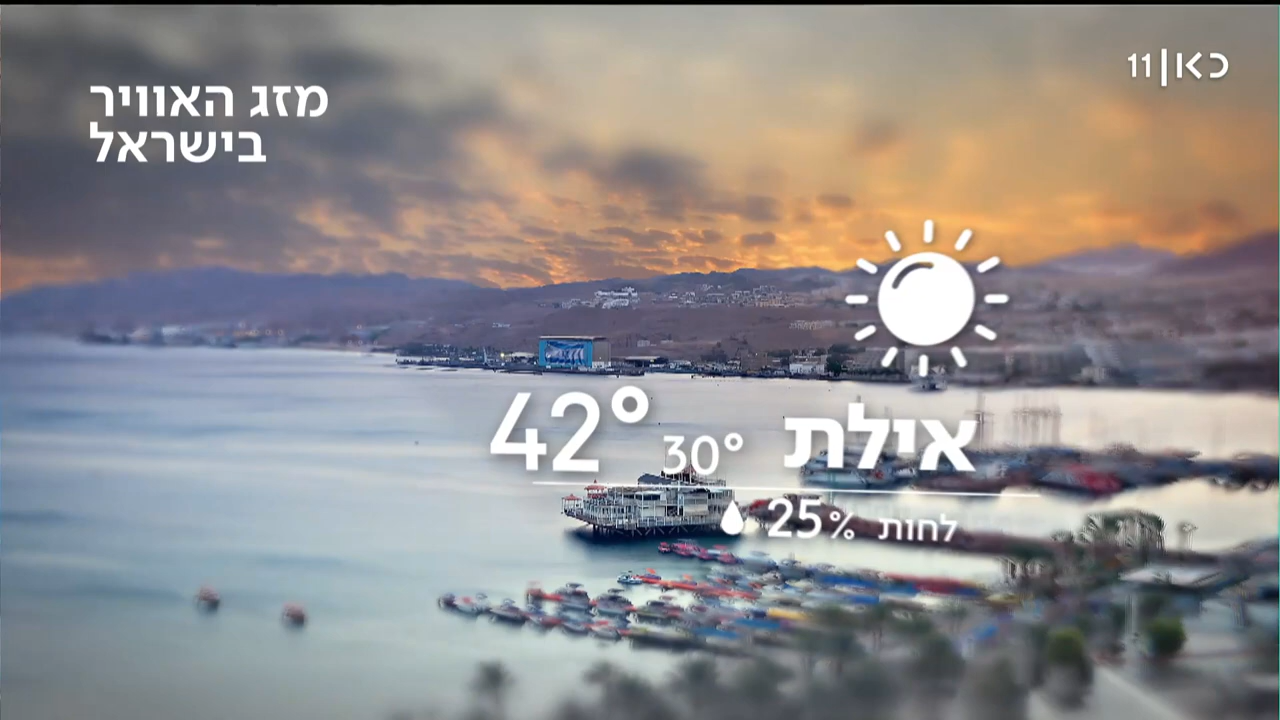 כאן|11
מזג האוויר
בישראל
אילת 30° 42°
לחות 25%